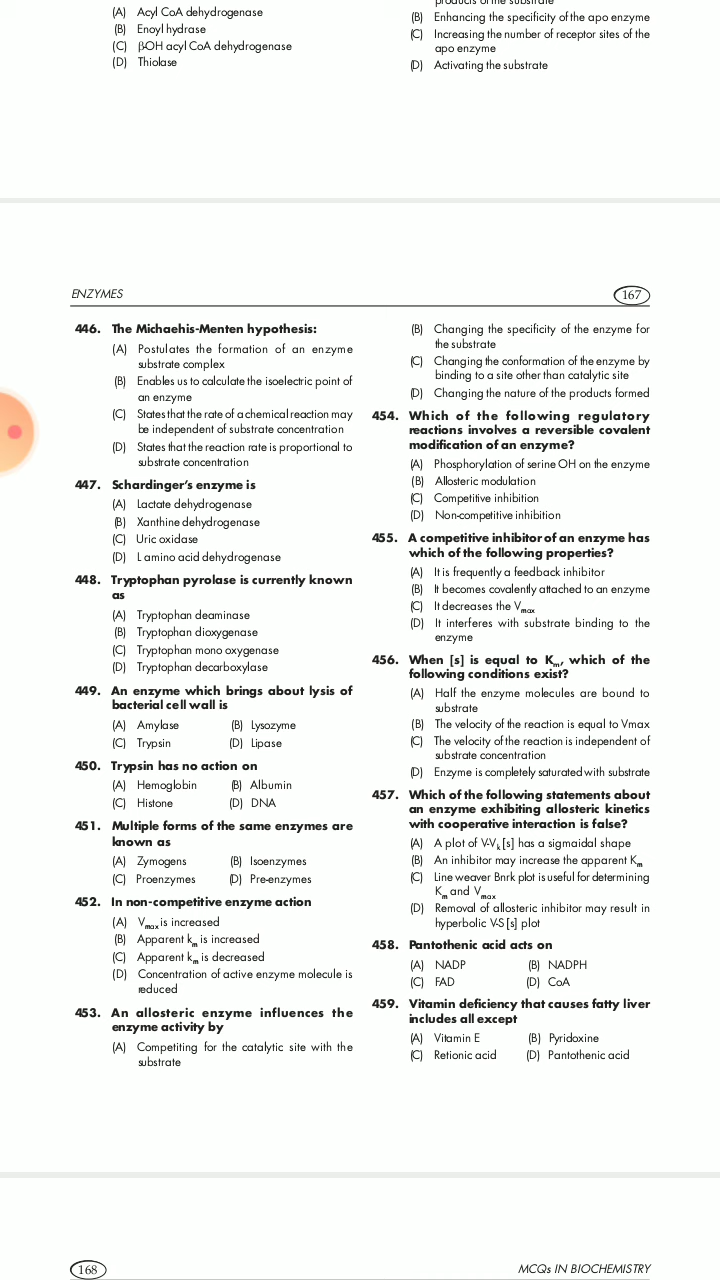 (A) Acyl CoA dehydrogenase
(B) Enoyl hydrase
(C) β-OH acyl CoA dehydrogenase
(D) Thiolase
products of the substrate
(B) Enhancing the specificity of the apo enzyme
(C) Increasing the number of receptor sites of the
apo enzyme
(D) Activating the substrate
ENZYMES
167
446. The Michaehis-Menten hypothesis:
(A) Postulates the formation of an enzyme
substrate complex
(B) Enables us to calculate the isoelectric point of
an enzyme
(C) States that the rate of a chemical reaction may
be independent of substrate concentration
(D) States that the reaction rate is proportional to
substrate concentration
447. Schardinger's enzyme is
(A) Lactate dehydrogenase
(B) Xanthine dehydrogenase
(C) Uric oxidase
(D) L amino acid dehydrogenase
448. Tryptophan pyrolase is currently known
as
(A) Tryptophan deaminase
(B) Tryptophan dioxygenase
(C) Tryptophan mono oxygenase
(D) Tryptophan decarboxylase
449. An enzyme which brings about lysis of
bacterial cell wall is
(A) Amylase (B) Lysozyme
(C) Trypsin (D) Lipase
450. Trypsin has no action on
(A) Hemoglobin (B) Albumin
(C) Histone (D) DNA
451. Multiple forms of the same enzymes are
known as
(A) Zymogens (B) Isoenzymes
(C) Proenzymes (D) Pre-enzymes
452. In non-competitive enzyme action
(A) Vmax is increased
(B) Apparent km is increased
(C) Apparent km is decreased
(D) Concentration of active enzyme molecule is
reduced
453. An allosteric enzyme influences the
enzyme activity by
(A) Competiting for the catalytic site with the
substrate
(B) Changing the specificity of the enzyme for
the substrate
(C) Changing the conformation of the enzyme by
binding to a site other than catalytic site
(D) Changing the nature of the products formed
454. Which of the following regulatory
reactions involves a reversible covalent
modification of an enzyme?
(A) Phosphorylation of serine OH on the enzyme
(B) Allosteric modulation
(C) Competitive inhibition
(D) Non-competitive inhibition
455. A competitive inhibitor of an enzyme has
which of the following properties?
(A) It is frequently a feedback inhibitor
(B) It becomes covalently attached to an enzyme
(C) It decreases the Vmax
(D) It interferes with substrate binding to the
enzyme
456. When [s] is equal to Km, which of the
following conditions exist?
(A) Half the enzyme molecules are bound to
substrate
(B) The velocity of the reaction is equal to Vmax
(C) The velocity of the reaction is independent of
substrate concentration
(D) Enzyme is completely saturated with substrate
457. Which of the following statements about
an enzyme exhibiting allosteric kinetics
with cooperative interaction is false?
(A) A plot of V-Vk [s] has a sigmaidal shape
(B) An inhibitor may increase the apparent Km
(C) Line weaver Bnrk plot is useful for determining
Km and Vmax
(D) Removal of allosteric inhibitor may result in
hyperbolic V-S [s] plot
458. Pantothenic acid acts on
(A) NADP (B) NADPH
(C) FAD (D) CoA
459. Vitamin deficiency that causes fatty liver
includes all except
(A) Vitamin E (B) Pyridoxine
(C) Retionic acid (D) Pantothenic acid
168
MCQs IN BIOCHEMISTRY